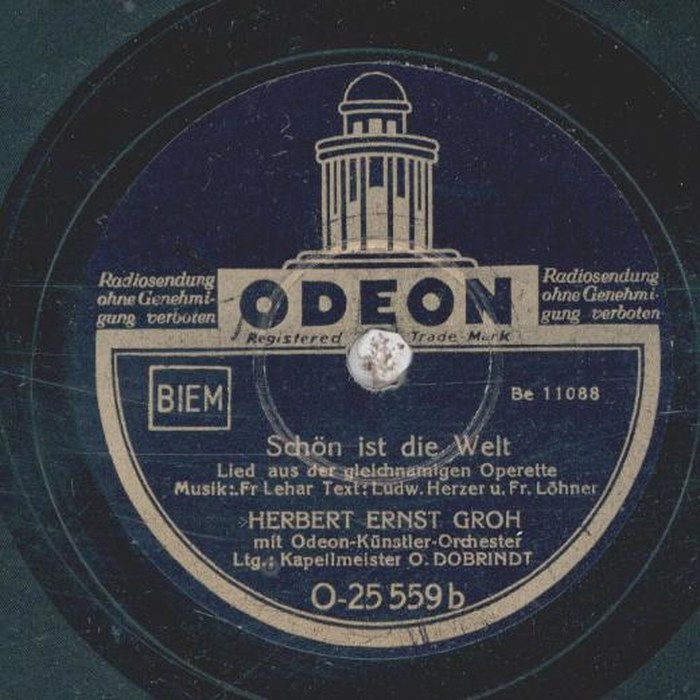 Radiosendung
ohne Genehmi-
gung verboten
ODEON
Radiosendung
ohne Genehmi-
gung verboten
Registered Trade-Mark
BIEM
Be 11088
Schön ist die Welt
Lied aus der gleichnamigen Operette
Musik: Fr Lehar Text: Ludw. Herzer u. Fr. Löhner
HERBERT ERNST GROH
mit Odeon-Künstler-Orchester
Ltg.: Kapellmeister O. DOBRINDT
O-25 559 b